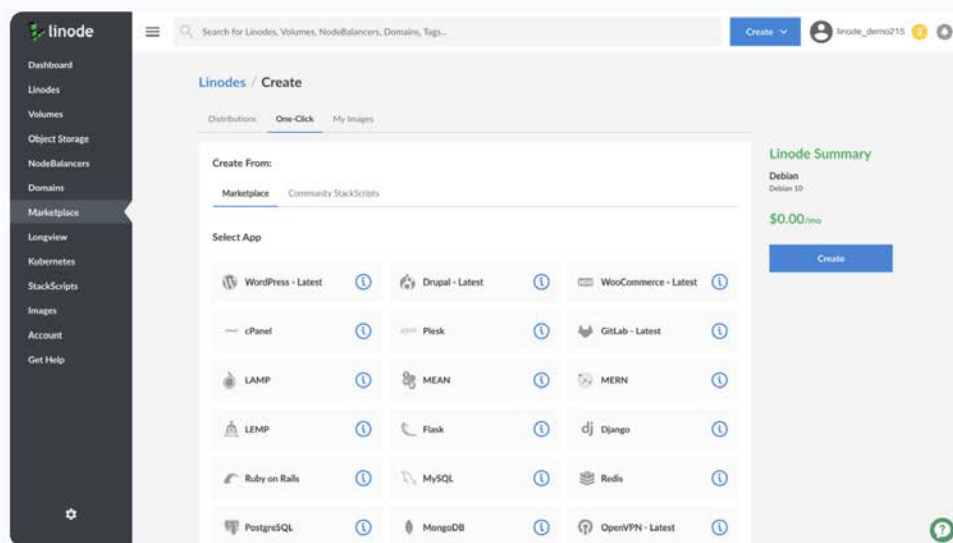 linode
Search for Linodes, Volumes, NodeBalancers, Domains, Tags...
Create
linode_demo215
Dashboard
Linodes
Volumes
Object Storage
NodeBalancers
Domains
Marketplace
Longview
Kubernetes
StackScripts
Images
Account
Get Help
Linodes / Create
Distributions One-Click My Images
Create From:
Marketplace Community StackScripts
Select App
WordPress - Latest Drupal - Latest WooCommerce - Latest
cPanel Plesk GitLab - Latest
LAMP MEAN MERN
LEMP Flask dj Django
Ruby on Rails MySQL Redis
PostgreSQL MongoDB OpenVPN - Latest
Linode Summary
Debian
Debian 10
$0.00/mo
Create
?